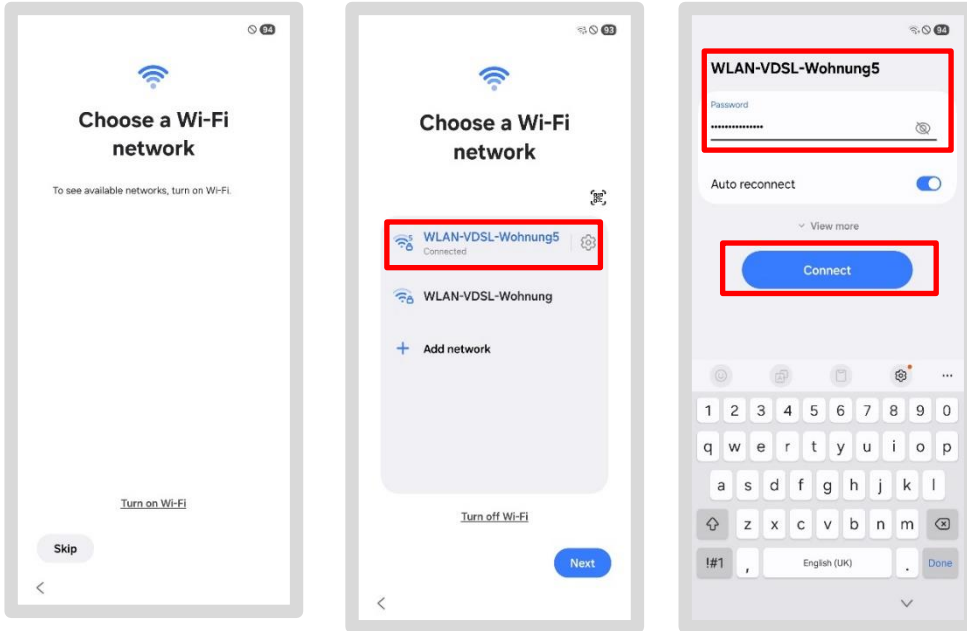 94
Choose a Wi-Fi
network
To see available networks, turn on Wi-Fi.
Turn on Wi-Fi
Skip
93
Choose a Wi-Fi
network
5
WLAN-VDSL-Wohnung5
Connected
WLAN-VDSL-Wohnung
Add network
Turn off Wi-Fi
Next
94
WLAN-VDSL-Wohnung5
Password
•••••••••••••••
Auto reconnect
View more
Connect
1 2 3 4 5 6 7 8 9 0
q w e r t y u i o p
a s d f g h j k l
z x c v b n m
!#1 , English (UK) . Done